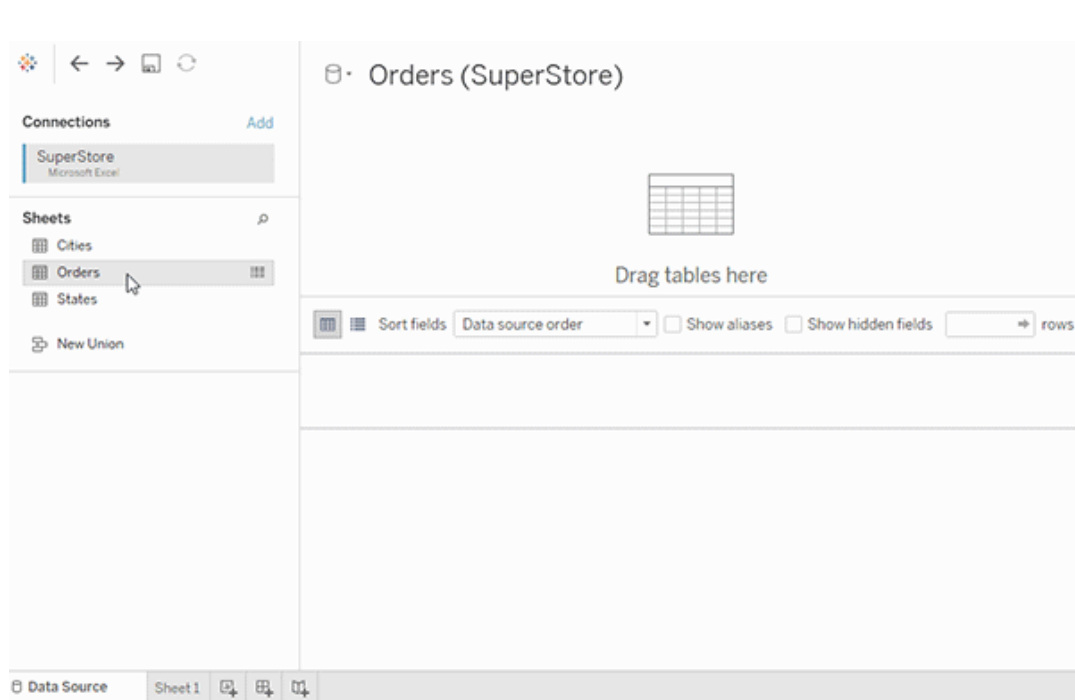 Orders (SuperStore)
Connections
Add
SuperStore
Microsoft Excel
Sheets
Cities
Orders
States
New Union
Drag tables here
Sort fields Data source order Show aliases Show hidden fields rows
Data Source Sheet 1